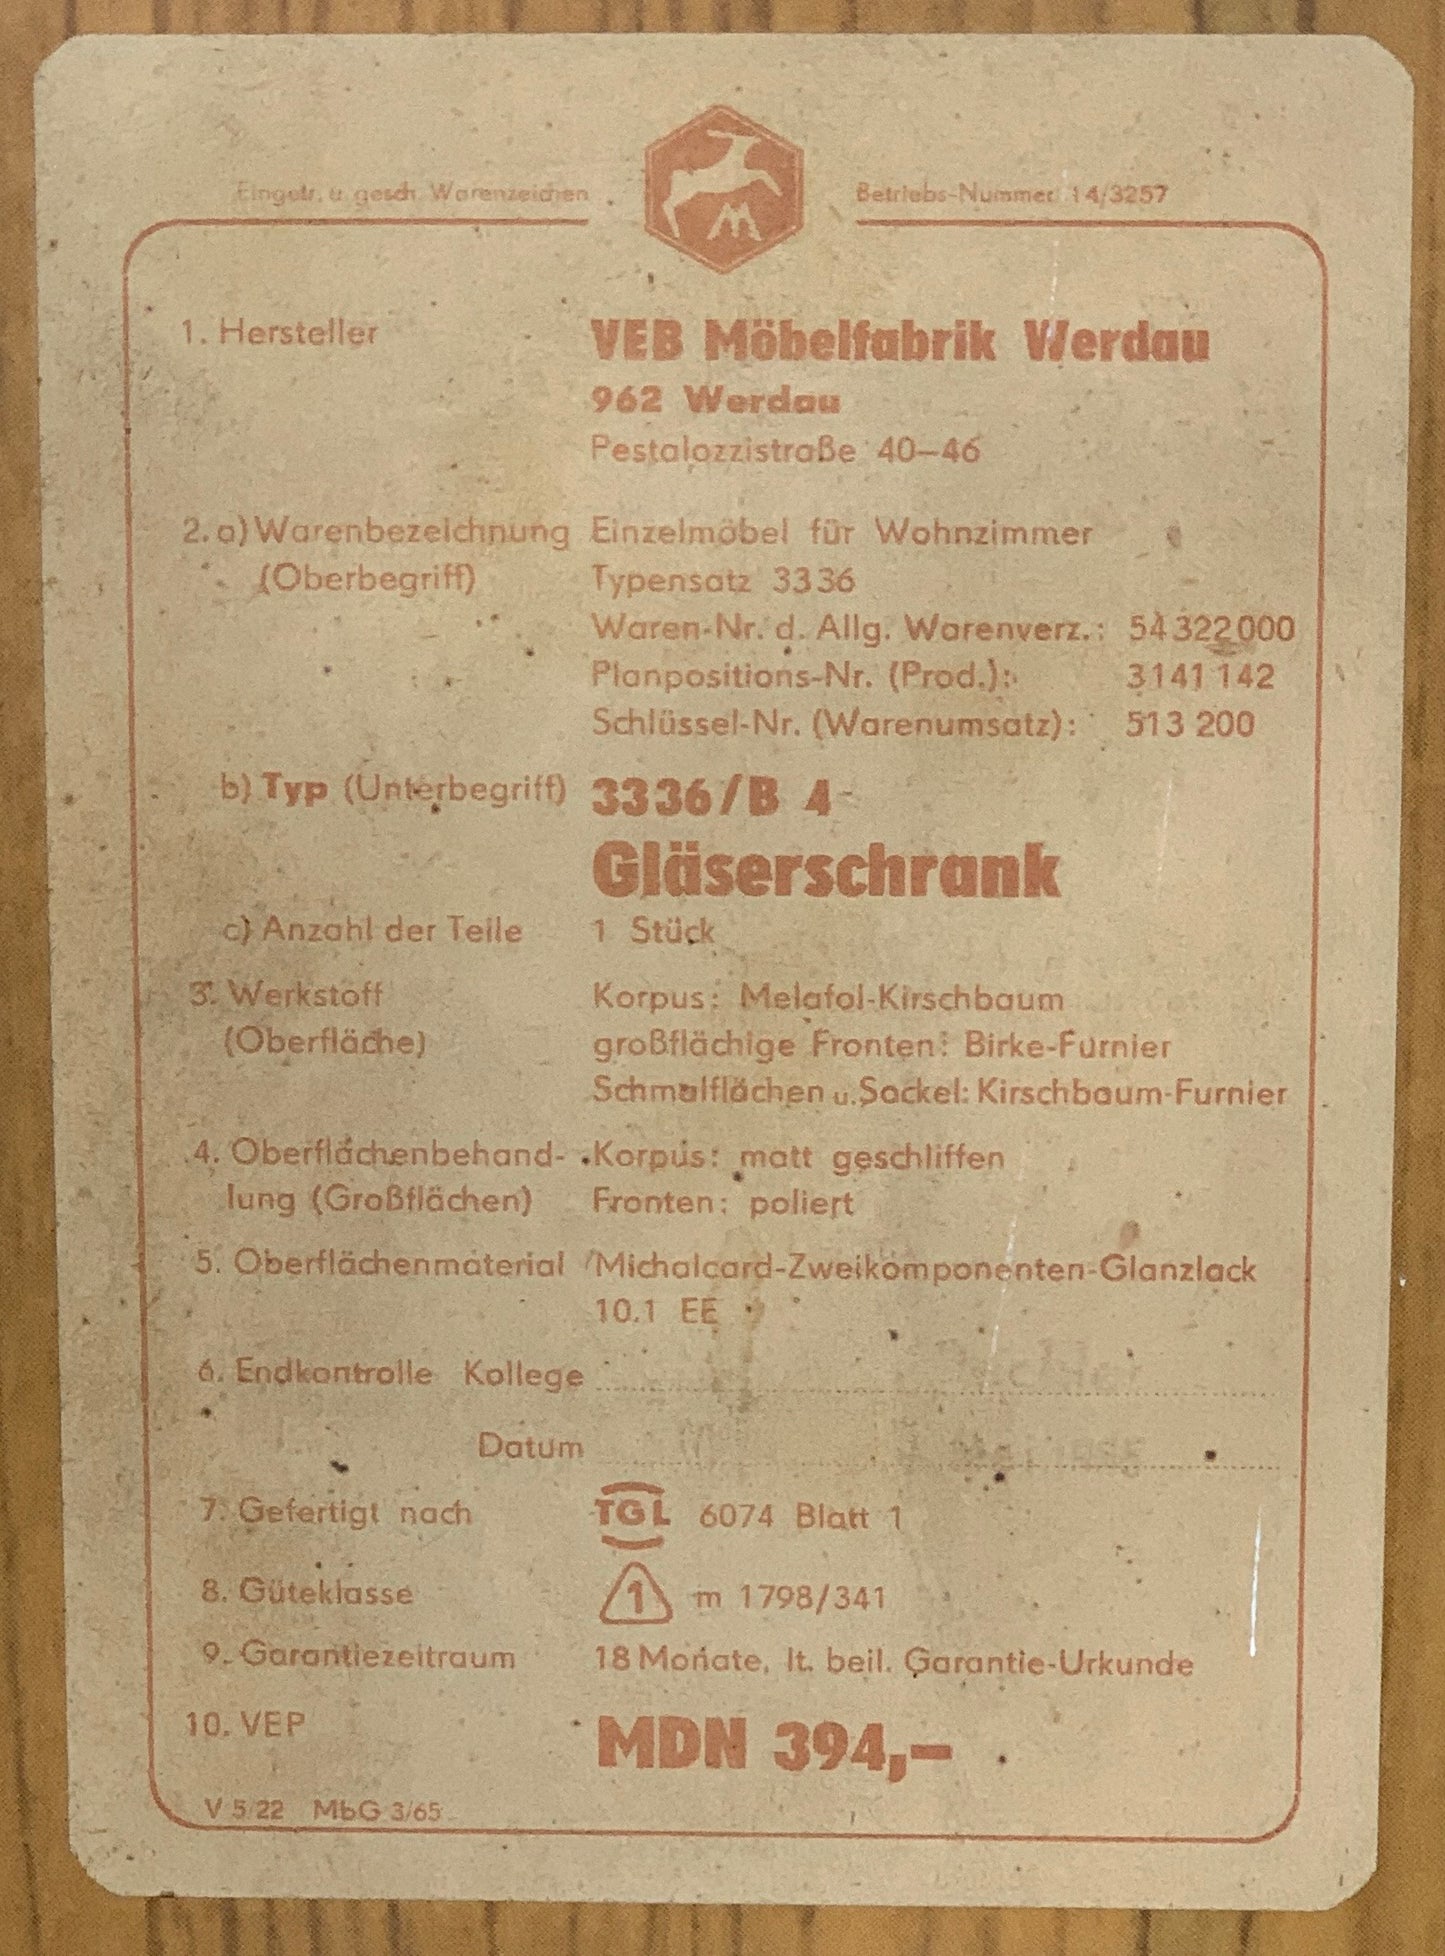 Eingetr. u. gesch. Warenzeichen
M
Betriebs-Nummer 14/3257
1. Hersteller VEB Möbelfabrik Werdau
962 Werdau
Pestalozzistraße 40–46
2. a) Warenbezeichnung Einzelmöbel für Wohnzimmer
(Oberbegriff) Typensatz 3336
Waren-Nr. d. Allg. Warenverz.: 54 322 000
Planpositions-Nr. (Prod.): 3141 142
Schlüssel-Nr. (Warenumsatz): 513 200
b) Typ (Unterbegriff) 3336/B 4
Gläserschrank
c) Anzahl der Teile 1 Stück
3. Werkstoff Korpus: Melafol-Kirschbaum
(Oberfläche) großflächige Fronten: Birke-Furnier
Schmalflächen u. Sockel: Kirschbaum-Furnier
4. Oberflächenbehand- Korpus: matt geschliffen
lung (Großflächen) Fronten: poliert
5. Oberflächenmaterial Michalcard-Zweikomponenten-Glanzlack
10.1 EE
6. Endkontrolle Kollege
Datum
7. Gefertigt nach TGL 6074 Blatt 1
8. Güteklasse 1 m 1798/341
9. Garantiezeitraum 18 Monate, lt. beil. Garantie-Urkunde
10. VEP MDN 394,–
V 5/22 MbG 3/65